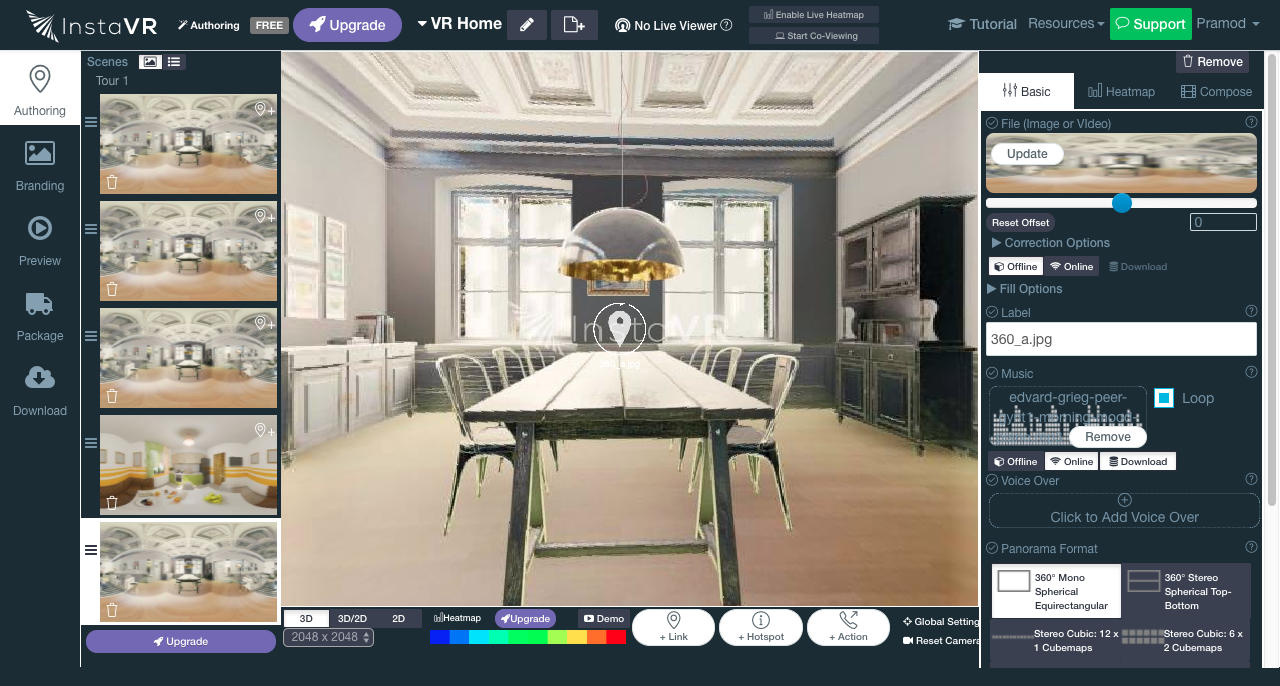 InstaVR
Authoring
FREE
Upgrade
VR Home
No Live Viewer
Enable Live Heatmap
Start Co-Viewing
Tutorial
Resources
Support
Pramod
Authoring
Branding
Preview
Package
Download
Scenes
Tour 1
Upgrade
InstaVR
360_a.jpg
3D
3D/2D
2D
2048 x 2048
Heatmap
Upgrade
Demo
+ Link
+ Hotspot
+ Action
Global Setting
Reset Camera
Remove
Basic
Heatmap
Compose
File (Image or VIdeo)
Update
Reset Offset
0
Correction Options
Offline
Online
Download
Fill Options
Label
360_a.jpg
Music
edvard-grieg-peer-
Loop
Remove
Offline
Online
Download
Voice Over
Click to Add Voice Over
Panorama Format
360° Mono
Spherical
Equirectangular
360° Stereo
Spherical Top-
Bottom
Stereo Cubic: 12 x
1 Cubemaps
Stereo Cubic: 6 x
2 Cubemaps